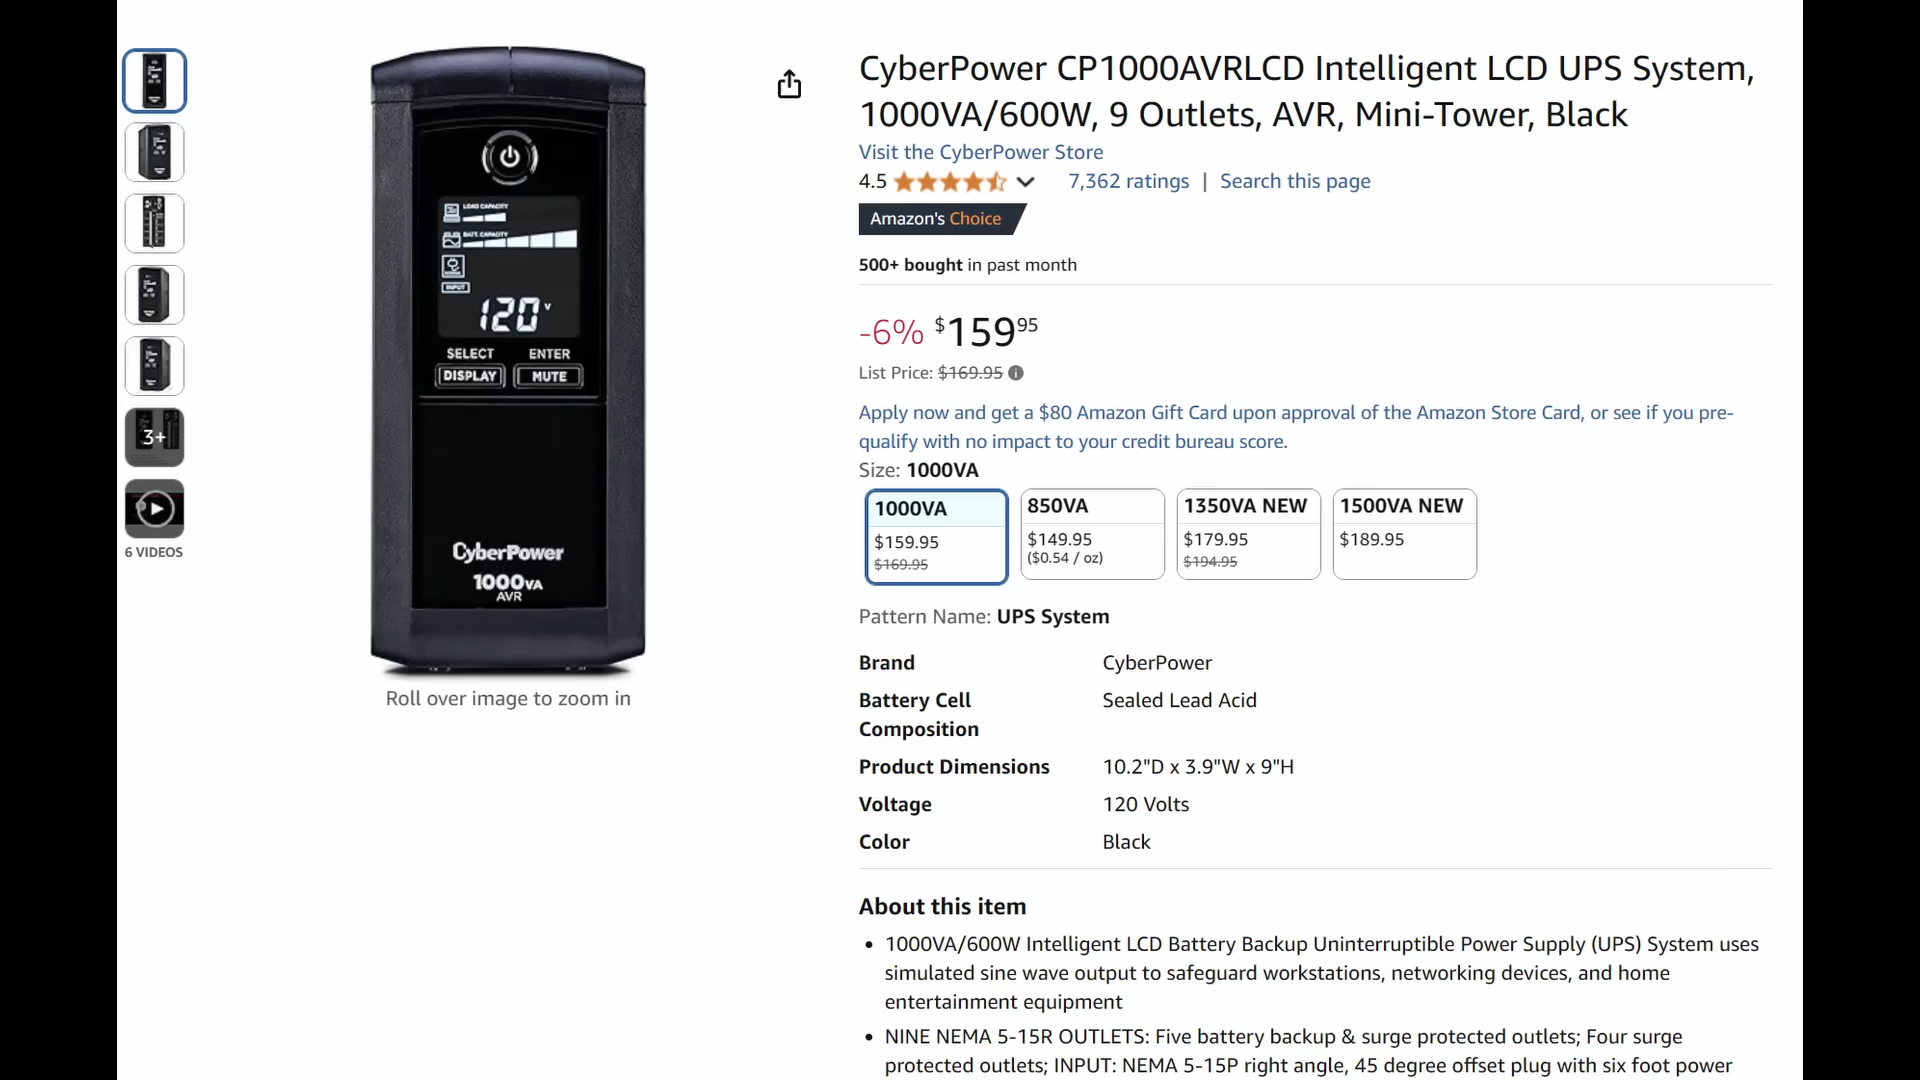 CyberPower CP1000AVRLCD Intelligent LCD UPS System,
1000VA/600W, 9 Outlets, AVR, Mini-Tower, Black
Visit the CyberPower Store
4.5
7,362 ratings | Search this page
Amazon's Choice
500+ bought in past month
-6% $159 95
List Price: $169.95
Apply now and get a $80 Amazon Gift Card upon approval of the Amazon Store Card, or see if you pre-
qualify with no impact to your credit bureau score.
Size: 1000VA
1000VA
$159.95
$169.95
850VA
$149.95
($0.54 / oz)
1350VA NEW
$179.95
$194.95
1500VA NEW
$189.95
Pattern Name: UPS System
Brand CyberPower
Battery Cell Sealed Lead Acid
Composition
Product Dimensions 10.2"D x 3.9"W x 9"H
Voltage 120 Volts
Color Black
About this item
• 1000VA/600W Intelligent LCD Battery Backup Uninterruptible Power Supply (UPS) System uses
simulated sine wave output to safeguard workstations, networking devices, and home
entertainment equipment
• NINE NEMA 5-15R OUTLETS: Five battery backup & surge protected outlets; Four surge
protected outlets; INPUT: NEMA 5-15P right angle, 45 degree offset plug with six foot power
LOAD CAPACITY
BATT. CAPACITY
INPUT
120 V
SELECT ENTER
DISPLAY MUTE
CyberPower
1000VA
AVR
Roll over image to zoom in
3+
6 VIDEOS